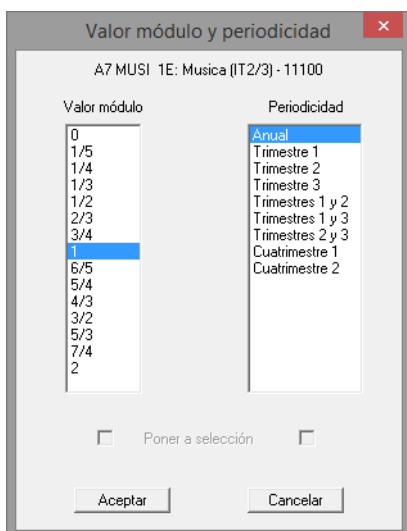 Valor módulo y periodicidad
A7 MUSI 1E: Musica (IT2/3) - 11100
Valor módulo
0
1/5
1/4
1/3
1/2
2/3
3/4
1
6/5
5/4
4/3
3/2
5/3
7/4
2
Periodicidad
Anual
Trimestre 1
Trimestre 2
Trimestre 3
Trimestres 1 y 2
Trimestres 1 y 3
Trimestres 2 y 3
Cuatrimestre 1
Cuatrimestre 2
Poner a selección
Aceptar
Cancelar